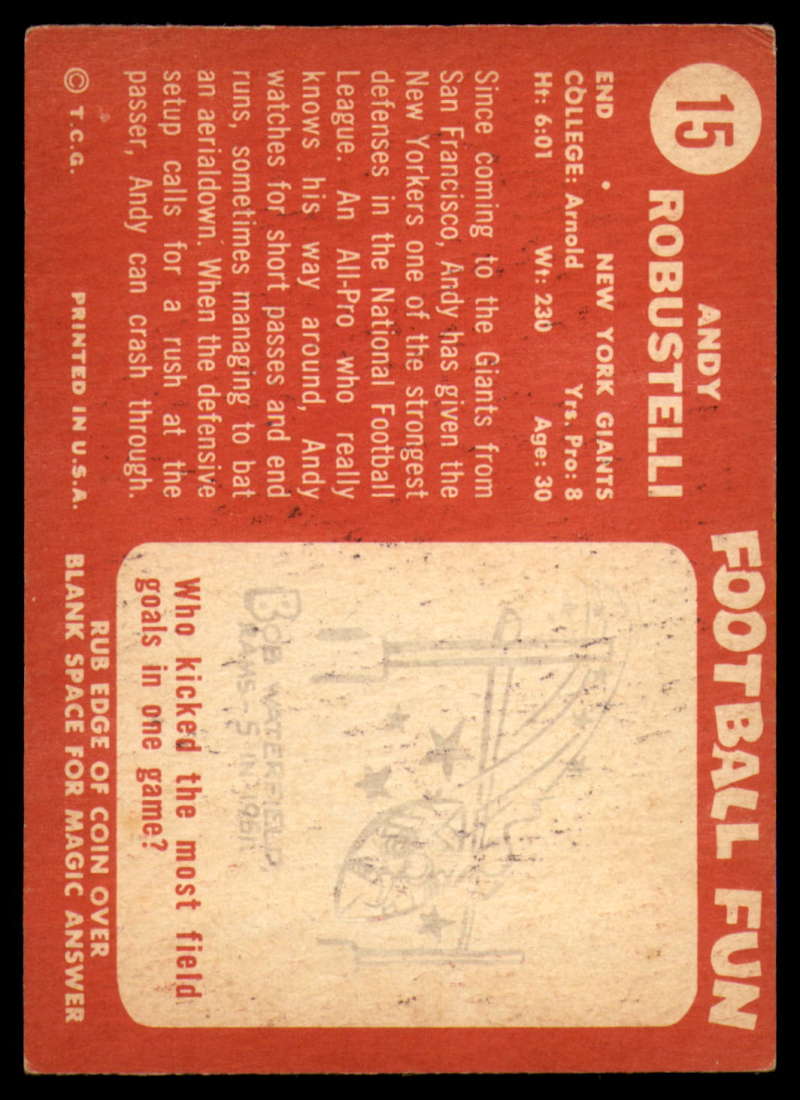 15
ANDY
ROBUSTELLI
END • NEW YORK GIANTS
COLLEGE: Arnold Yrs. Pro: 8
Ht: 6:01 Wt: 230 Age: 30
Since coming to the Giants from
San Francisco, Andy has given the
New Yorkers one of the strongest
defenses in the National Football
League. An All-Pro who really
knows his way around, Andy
watches for short passes and end
runs, sometimes managing to bat
an aerialdown. When the defensive
setup calls for a rush at the
passer, Andy can crash through.
© T.C.G. PRINTED IN U.S.A.
FOOTBALL FUN
BOB WATERFIELD,
RAMS-5 IN 1951
Who kicked the most field
goals in one game?
RUB EDGE OF COIN OVER
BLANK SPACE FOR MAGIC ANSWER